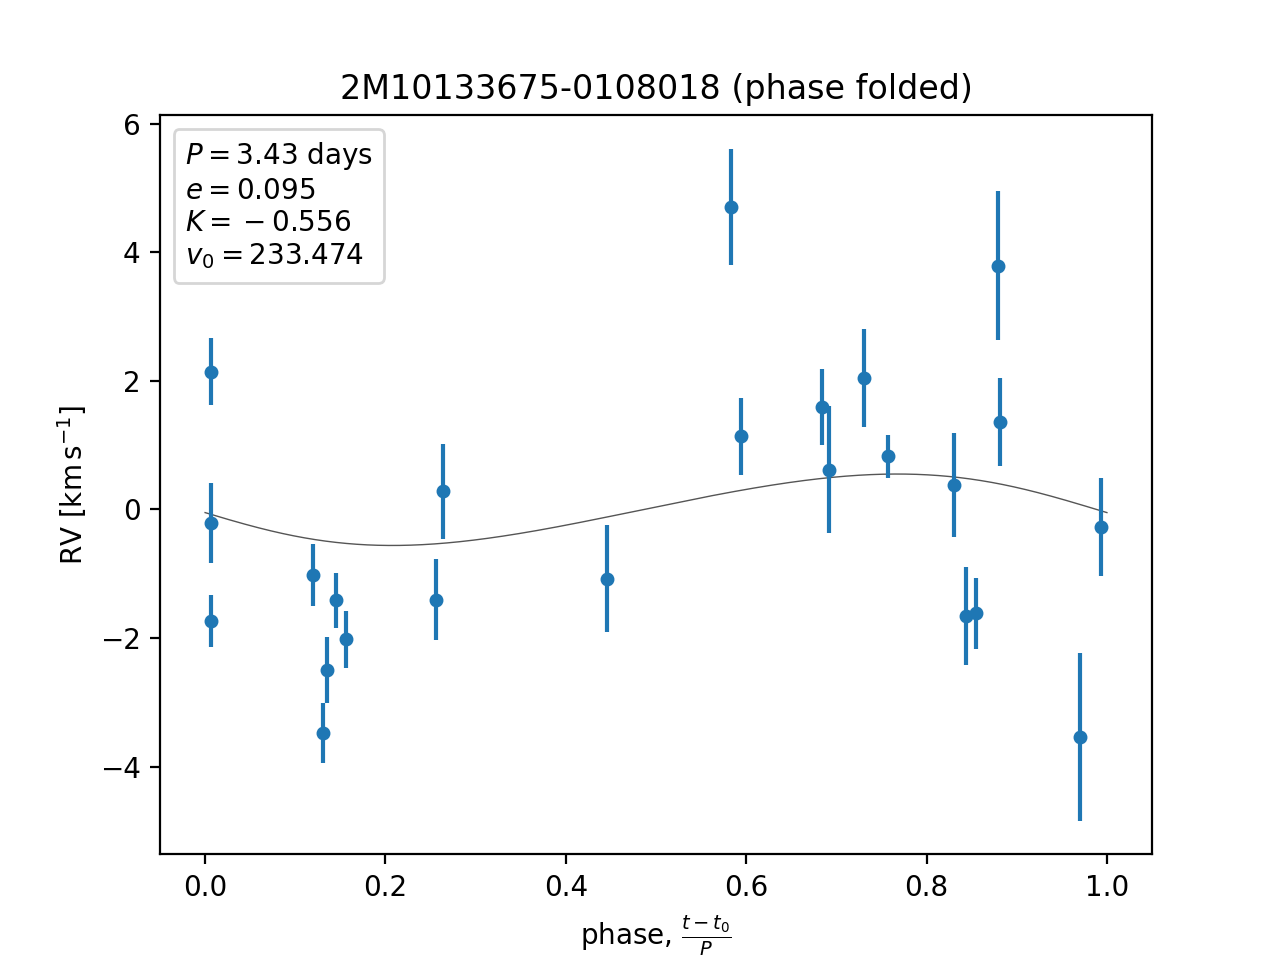 2M10133675-0108018 (phase folded)
P = 3.43 days
e = 0.095
K = −0.556
v₀ = 233.474
6
4
2
0
−2
−4
RV [km s⁻¹]
0.0 0.2 0.4 0.6 0.8 1.0
phase, (t − t₀)/P